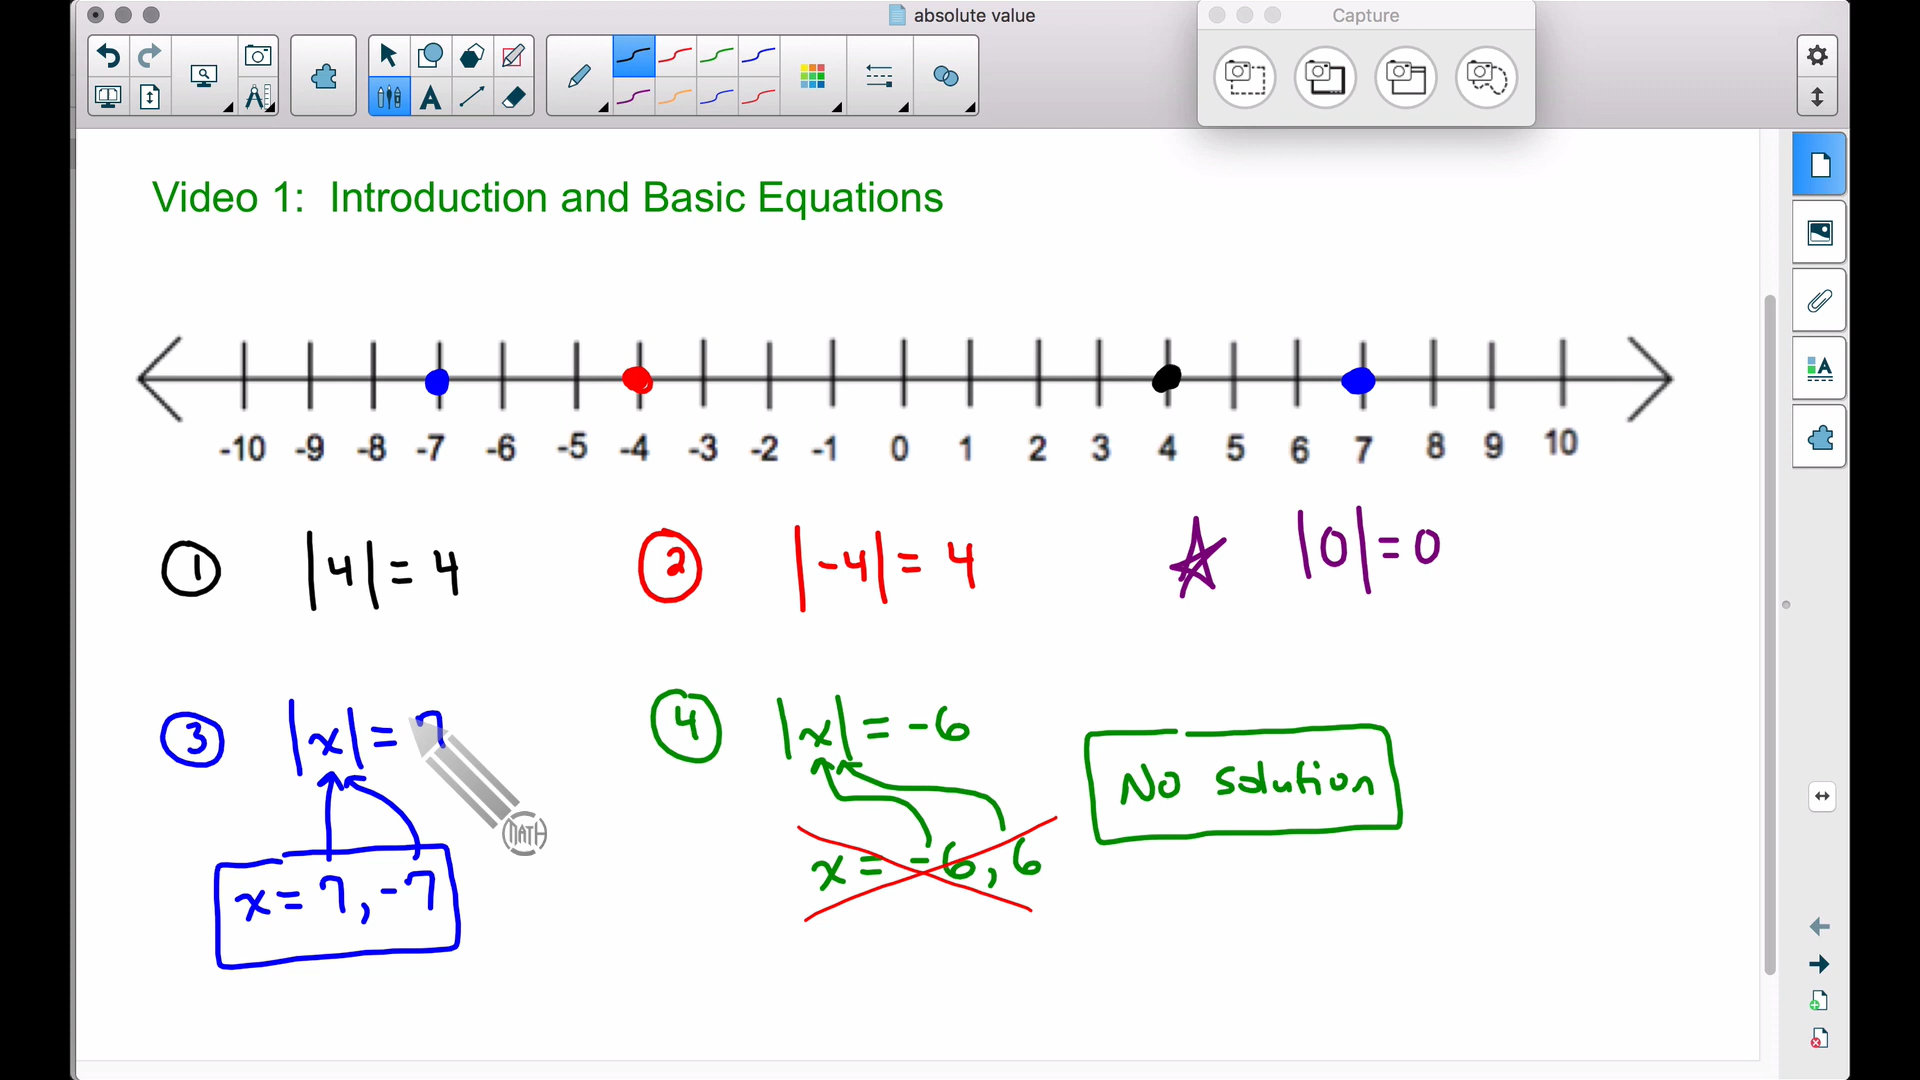 absolute value
Capture
Video 1: Introduction and Basic Equations
-10 -9 -8 -7 -6 -5 -4 -3 -2 -1 0 1 2 3 4 5 6 7 8 9 10
1 |4| = 4
2 |-4| = 4
|0| = 0
3 |x| = 7
4 |x| = -6
No solution
x = 7, -7
x = -6, 6
MATH